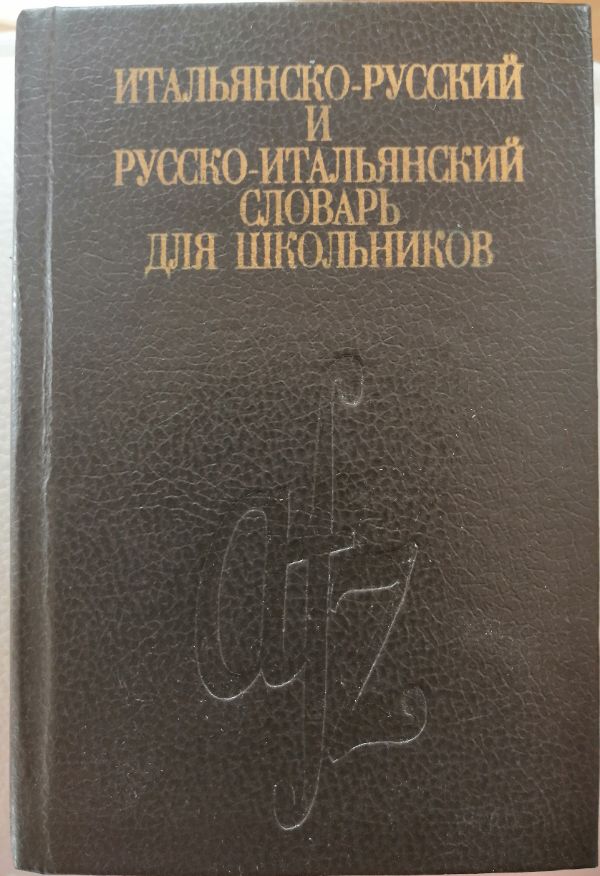 ИТАЛЬЯНСКО-РУССКИЙ
И
РУССКО-ИТАЛЬЯНСКИЙ
СЛОВАРЬ
ДЛЯ ШКОЛЬНИКОВ